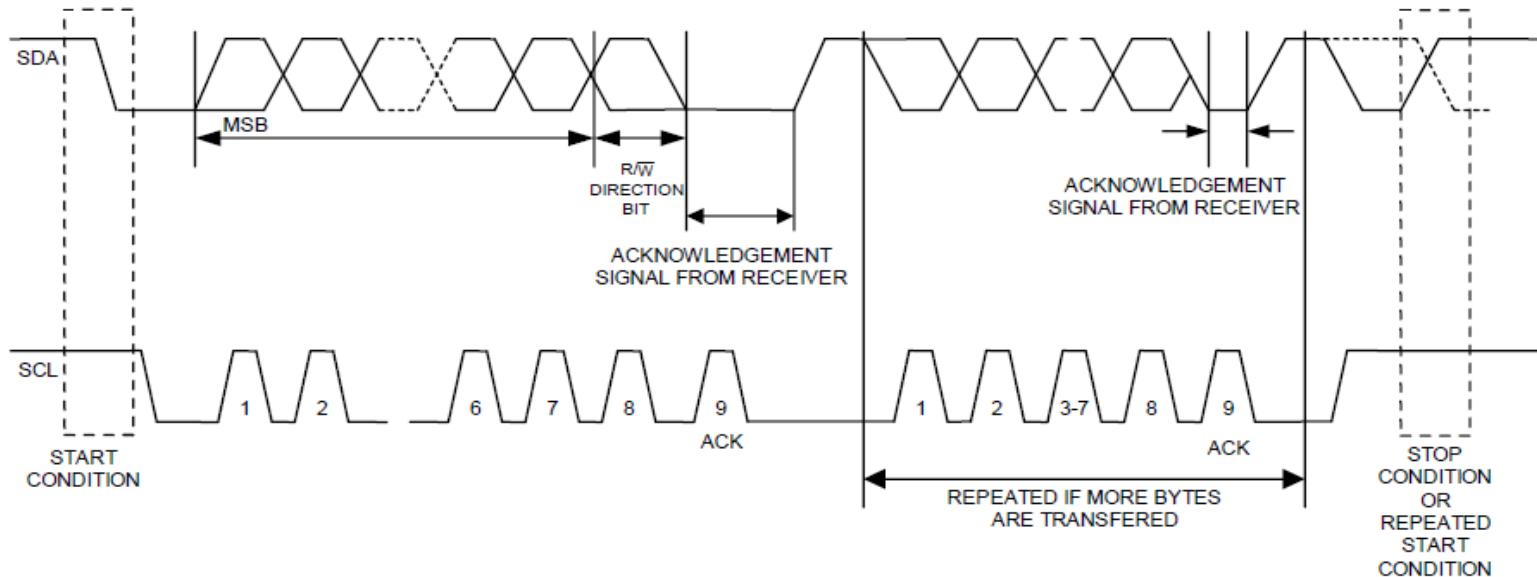 SDA
MSB
R/W̅
DIRECTION
BIT
ACKNOWLEDGEMENT
SIGNAL FROM RECEIVER
ACKNOWLEDGEMENT
SIGNAL FROM RECEIVER
SCL
1 2 6 7 8 9 1 2 3-7 8 9
ACK ACK
START
CONDITION
REPEATED IF MORE BYTES
ARE TRANSFERED
STOP
CONDITION
OR
REPEATED
START
CONDITION